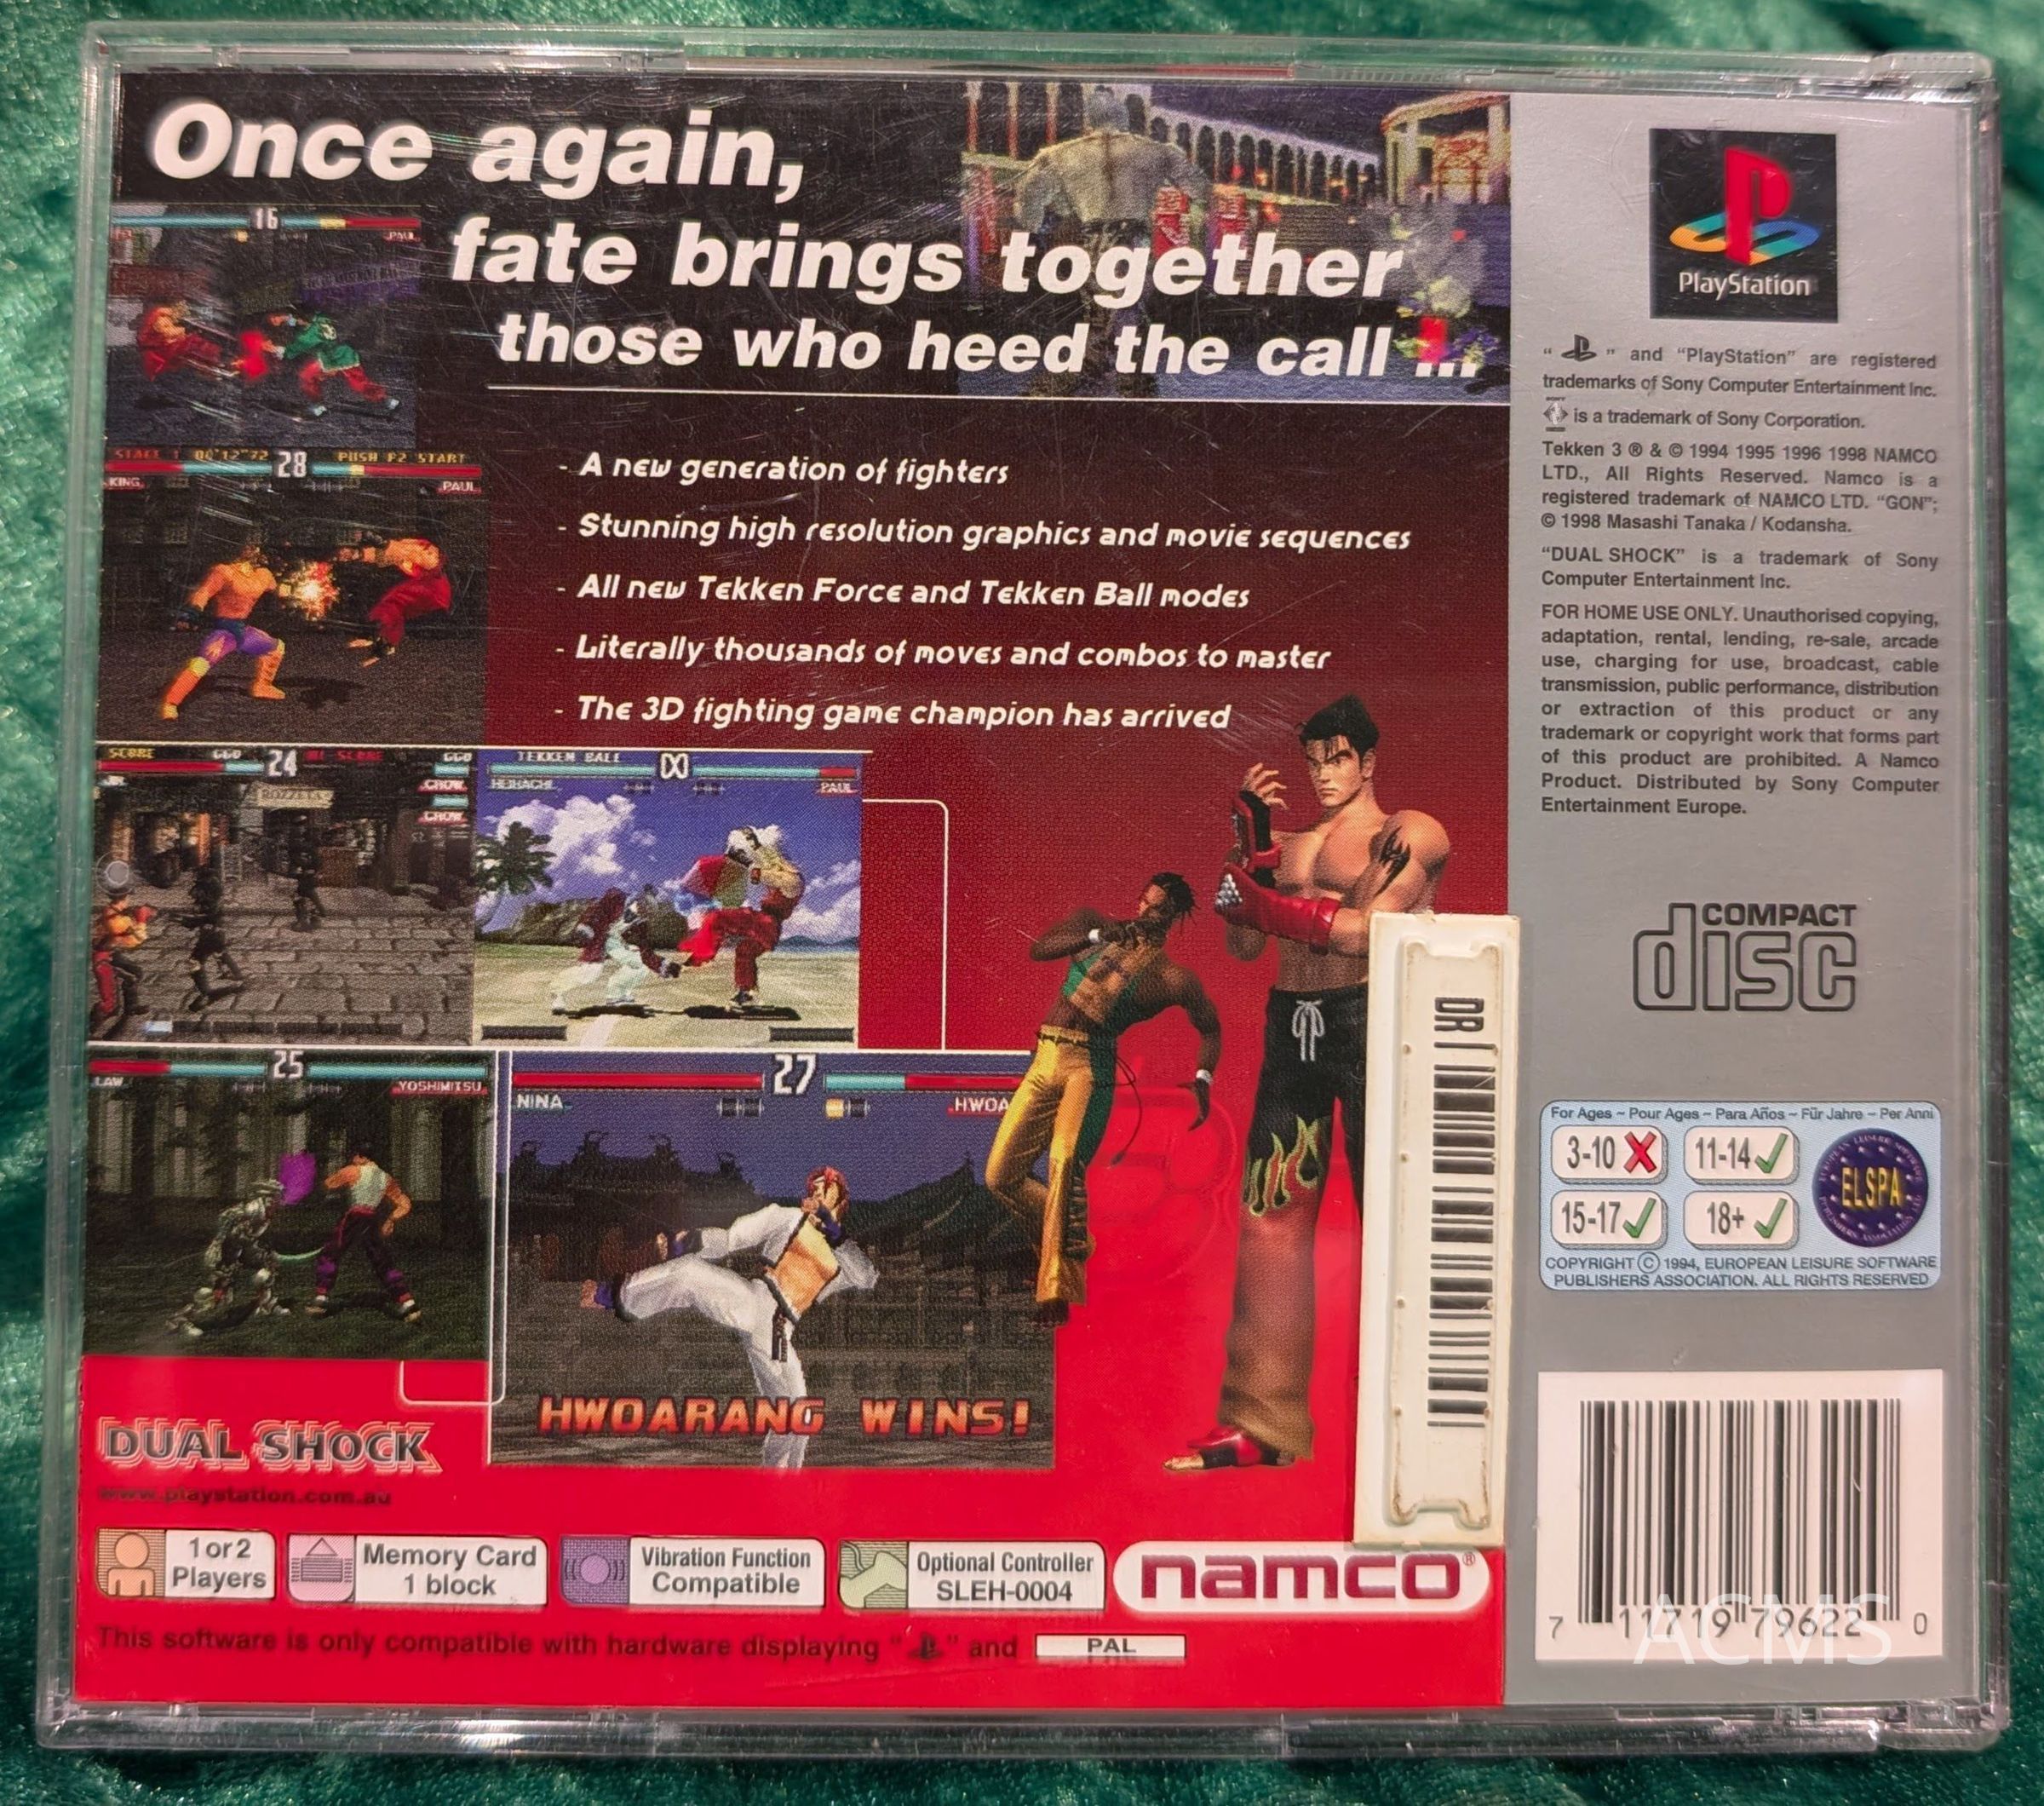 Once again,
fate brings together
those who heed the call ...
- A new generation of fighters
- Stunning high resolution graphics and movie sequences
- All new Tekken Force and Tekken Ball modes
- Literally thousands of moves and combos to master
- The 3D fighting game champion has arrived
16
PAUL
STAGE 1 00'12"72 28 PUSH P2 START
KING PAUL
SCORE 24
JR CROW
CROW
ROZZETA
TEKKEN BALL
HEIHACHI PAUL
25
LAW YOSHIMITSU
27
NINA HWOA
HWOARANG WINS!
DUAL SHOCK
www.playstation.com.au
1 or 2
Players
Memory Card
1 block
Vibration Function
Compatible
Optional Controller
SLEH-0004
namco®
This software is only compatible with hardware displaying " " and PAL
DR
PlayStation
" " and "PlayStation" are registered
trademarks of Sony Computer Entertainment Inc.
is a trademark of Sony Corporation.
Tekken 3 ® & © 1994 1995 1996 1998 NAMCO
LTD., All Rights Reserved. Namco is a
registered trademark of NAMCO LTD. "GON";
© 1998 Masashi Tanaka / Kodansha.
"DUAL SHOCK" is a trademark of Sony
Computer Entertainment Inc.
FOR HOME USE ONLY. Unauthorised copying,
adaptation, rental, lending, re-sale, arcade
use, charging for use, broadcast, cable
transmission, public performance, distribution
or extraction of this product or any
trademark or copyright work that forms part
of this product are prohibited. A Namco
Product. Distributed by Sony Computer
Entertainment Europe.
COMPACT
disc
For Ages ~ Pour Ages ~ Para Años ~ Für Jahre ~ Per Anni
3-10 11-14
15-17 18+
ELSPA
COPYRIGHT © 1994, EUROPEAN LEISURE SOFTWARE
PUBLISHERS ASSOCIATION. ALL RIGHTS RESERVED
7 11719 79622 0
ACMS